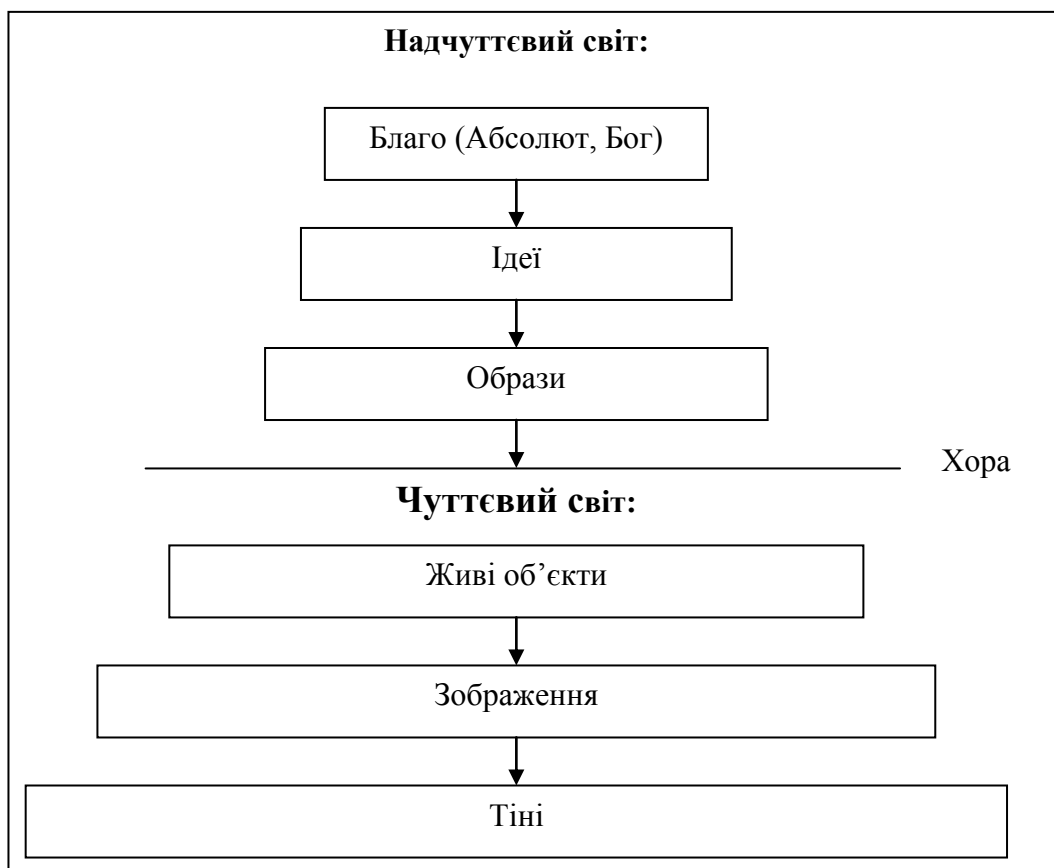 Надчуттєвий світ:
Благо (Абсолют, Бог)
Ідеї
Образи
Хора
Чуттєвий світ:
Живі об’єкти
Зображення
Тіні